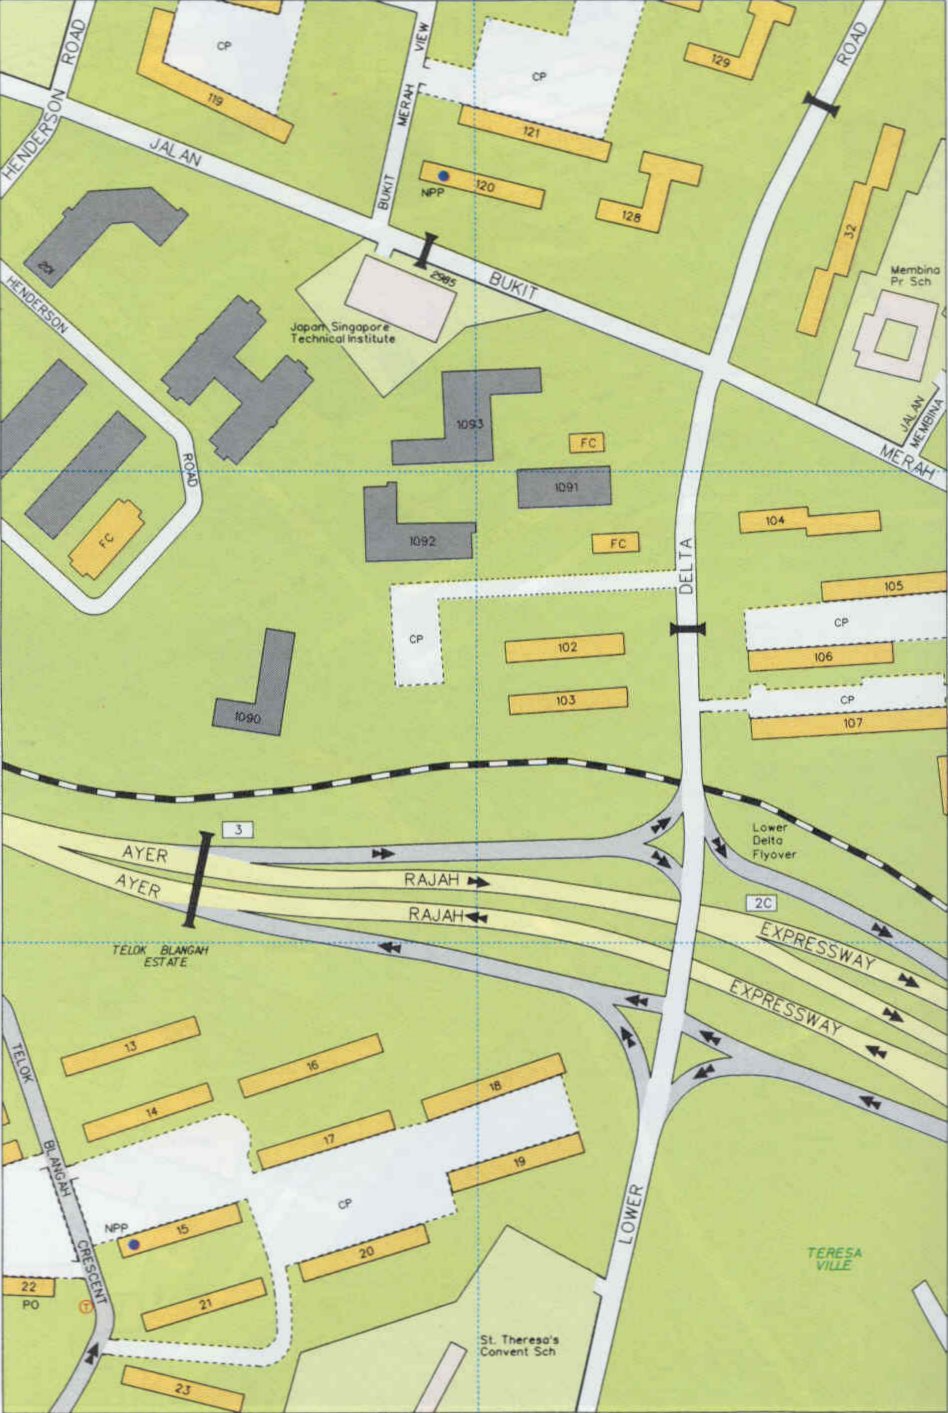 ROAD
HENDERSON
CP
119
JALAN
VIEW
MERAH
BUKIT
CP
121
129
ROAD
NPP
120
128
32
Membina
Pr Sch
201
2985
BUKIT
HENDERSON
ROAD
Japan Singapore
Technical Institute
JALAN
MEMBINA
MERAH
1093
FC
1091
FC
1092
FC
104
DELTA
105
CP
CP
102
106
103
CP
107
1090
3
AYER
AYER
RAJAH
RAJAH
Lower
Delta
Flyover
2C
EXPRESSWAY
EXPRESSWAY
TELOK BLANGAH
ESTATE
TELOK
BLANGAH
CRESCENT
13
16
14
18
17
19
CP
NPP
15
20
22
PO
T
21
23
LOWER
TERESA
VILLE
St. Theresa's
Convent Sch